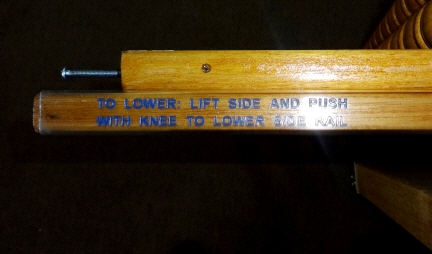 TO LOWER: LIFT SIDE AND PUSH
WITH KNEE TO LOWER SIDE RAIL